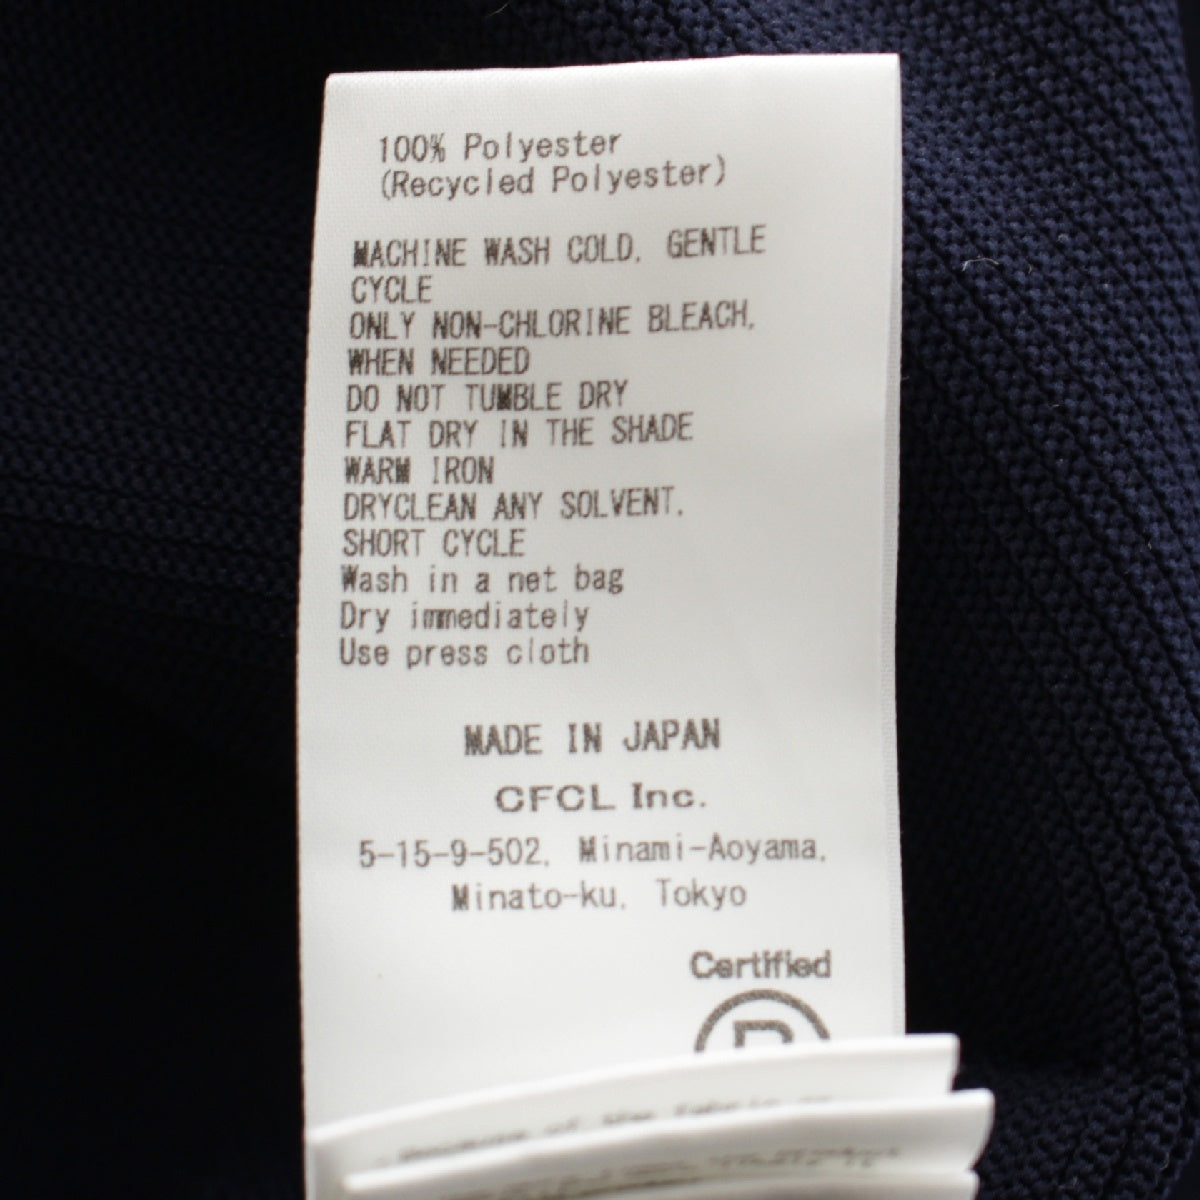 100% Polyester
(Recycled Polyester)
MACHINE WASH COLD, GENTLE
CYCLE
ONLY NON-CHLORINE BLEACH,
WHEN NEEDED
DO NOT TUMBLE DRY
FLAT DRY IN THE SHADE
WARM IRON
DRYCLEAN ANY SOLVENT,
SHORT CYCLE
Wash in a net bag
Dry immediately
Use press cloth
MADE IN JAPAN
CFCL Inc.
5-15-9-502, Minami-Aoyama,
Minato-ku, Tokyo
Certified